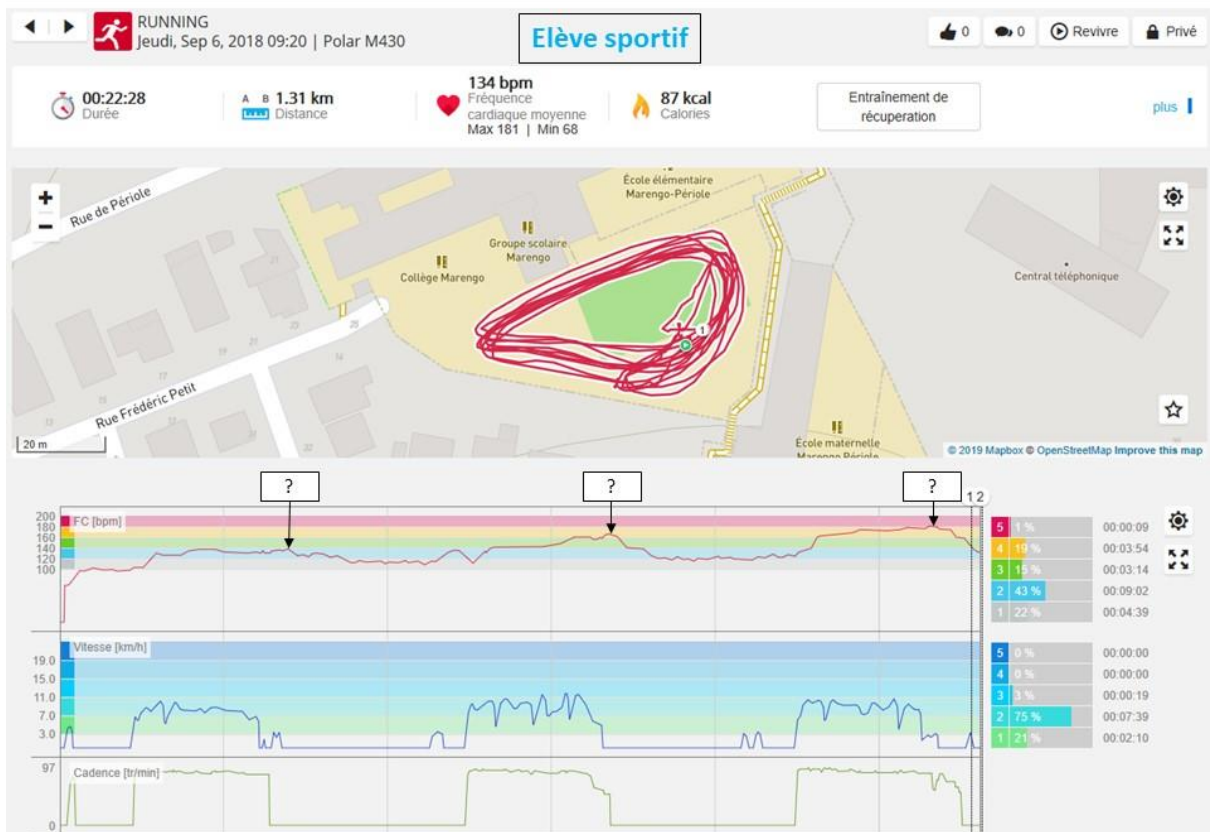 RUNNING
Jeudi, Sep 6, 2018 09:20 | Polar M430
Elève sportif
0
0
Revivre
Privé
00:22:28
Durée
A B 1.31 km
Distance
134 bpm
Fréquence
cardiaque moyenne
Max 181 | Min 68
87 kcal
Calories
Entraînement de
récuperation
plus
+
−
Rue de Périole
École élémentaire
Marengo-Périole
Groupe scolaire
Marengo
Collège Marengo
Central téléphonique
1
Rue Frédéric Petit
20 m
École maternelle
Marengo Périole
© 2019 Mapbox © OpenStreetMap Improve this map
?
?
?
1 2
FC [bpm]
200
180
160
140
120
100
5 1 % 00:00:09
4 19 % 00:03:54
3 15 % 00:03:14
2 43 % 00:09:02
1 22 % 00:04:39
Vitesse [km/h]
19.0
15.0
11.0
7.0
3.0
5 0 % 00:00:00
4 0 % 00:00:00
3 3 % 00:00:19
2 75 % 00:07:39
1 21 % 00:02:10
97
Cadence [tr/min]
0